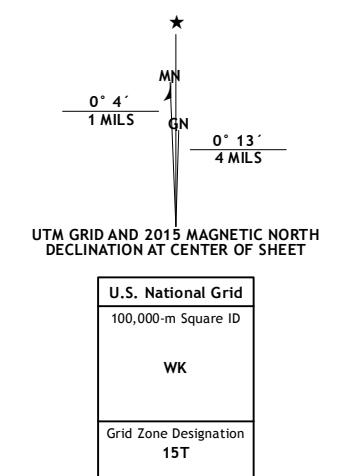 ★
MN
0° 4´
1 MILS
GN
0° 13´
4 MILS
UTM GRID AND 2015 MAGNETIC NORTH
DECLINATION AT CENTER OF SHEET
U.S. National Grid
100,000-m Square ID
WK
Grid Zone Designation
15T